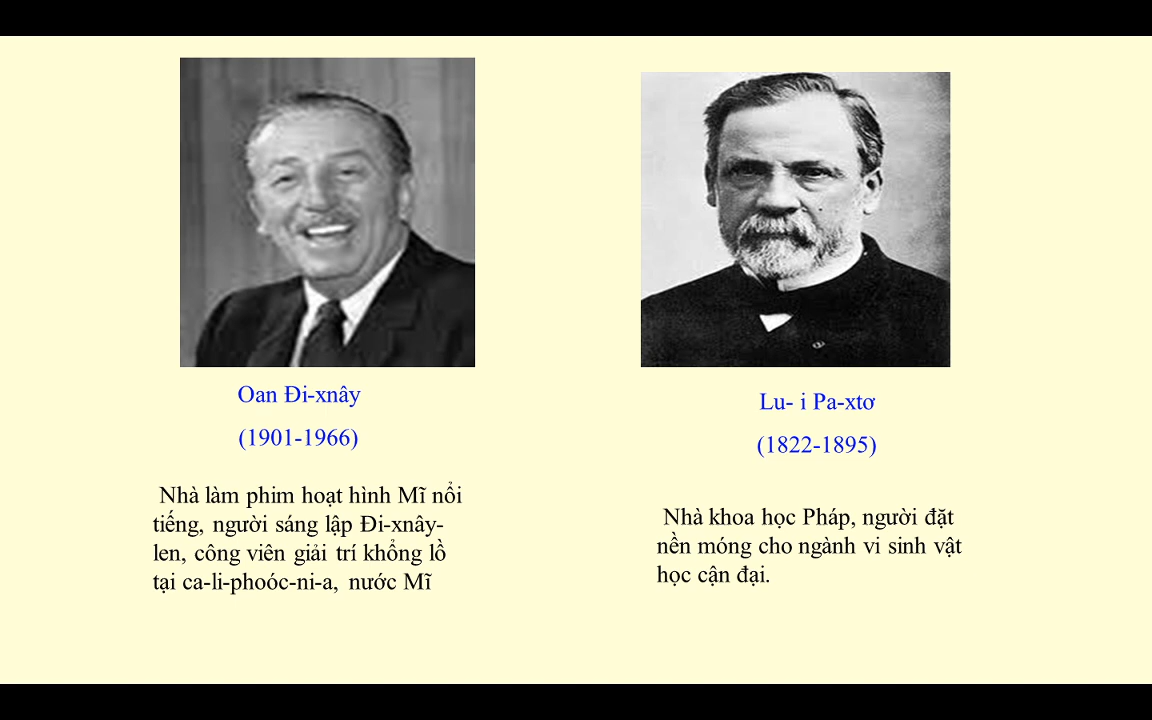 Oan Đi-xnây
(1901-1966)
Nhà làm phim hoạt hình Mĩ nổi
tiếng, người sáng lập Đi-xnây-
len, công viên giải trí khổng lồ
tại ca-li-phoóc-ni-a, nước Mĩ
Lu- i Pa-xtơ
(1822-1895)
Nhà khoa học Pháp, người đặt
nền móng cho ngành vi sinh vật
học cận đại.